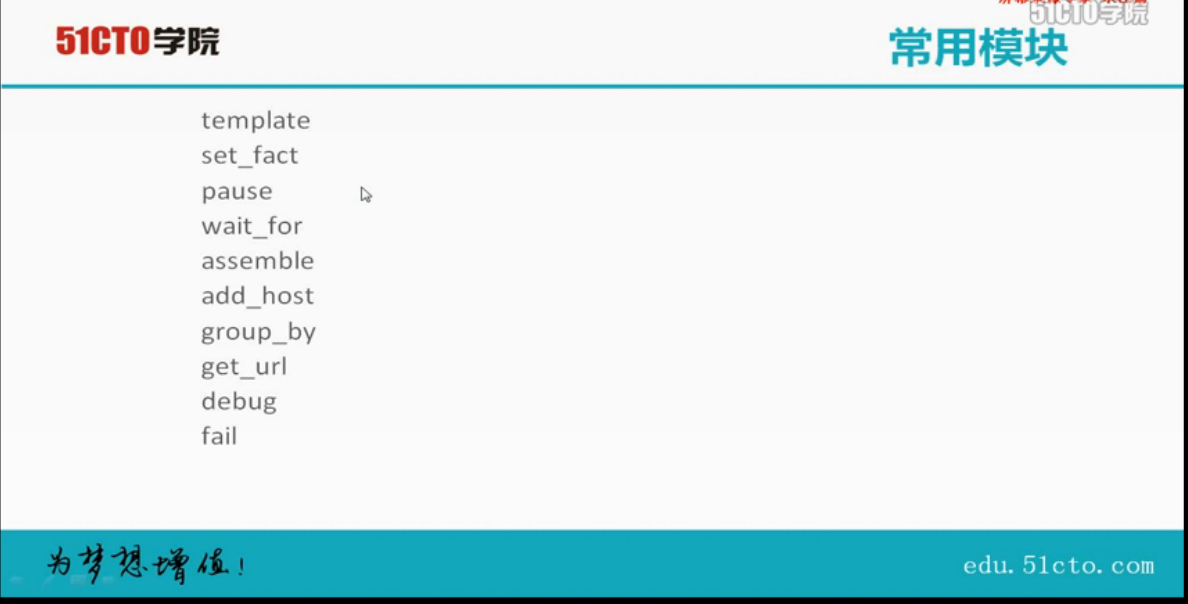 51CTO学院
51CTO学院
常用模块
template
set_fact
pause
wait_for
assemble
add_host
group_by
get_url
debug
fail
为梦想增值!
edu.51cto.com